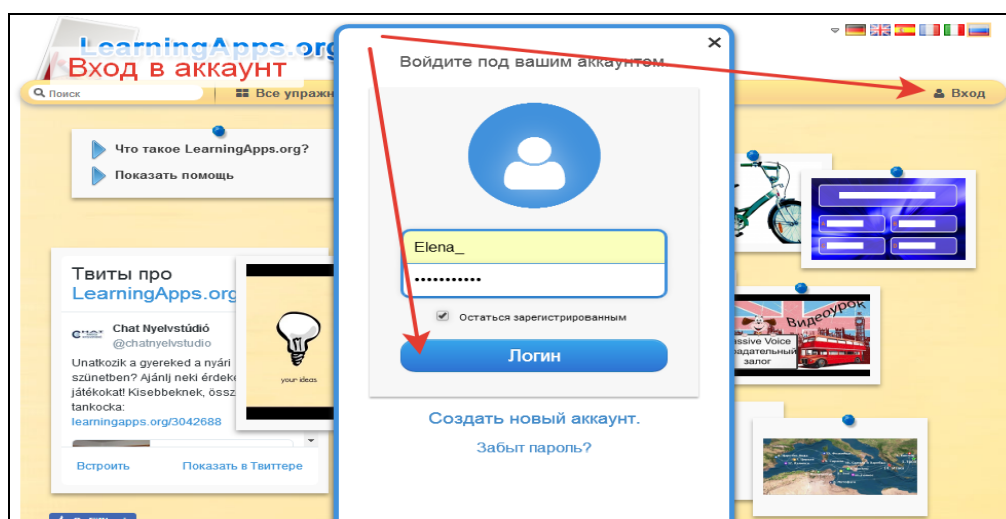 LearningApps.org
Вход в аккаунт
Поиск
Все упражн
Вход
Войдите под вашим аккаунтом
Elena_
Остаться зарегистрированным
Логин
Создать новый аккаунт.
Забыт пароль?
Что такое LearningApps.org?
Показать помощь
Твиты про
LearningApps.org
Chat Nyelvstúdió
@chatnyelvstudio
Unatkozik a gyereked a nyári
szünetben? Ajánlj neki érdek
játékokat! Kisebbeknek, össz
tankocka:
learningapps.org/3042688
Встроить
Показать в Твиттере
your ideas
Видеоурок
assive Voice
радательный
залог